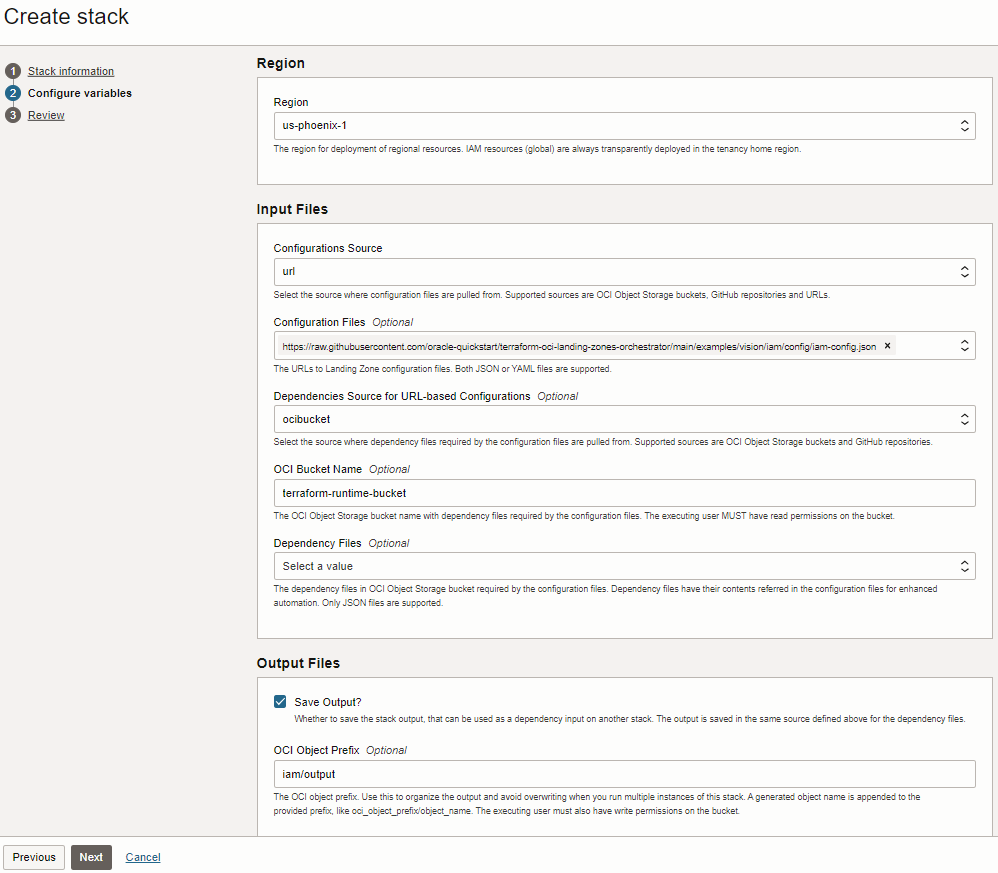 Create stack
1 Stack information
2 Configure variables
3 Review
Region
Region
us-phoenix-1
The region for deployment of regional resources. IAM resources (global) are always transparently deployed in the tenancy home region.
Input Files
Configurations Source
url
Select the source where configuration files are pulled from. Supported sources are OCI Object Storage buckets, GitHub repositories and URLs.
Configuration Files Optional
https://raw.githubusercontent.com/oracle-quickstart/terraform-oci-landing-zones-orchestrator/main/examples/vision/iam/config/iam-config.json ×
The URLs to Landing Zone configuration files. Both JSON or YAML files are supported.
Dependencies Source for URL-based Configurations Optional
ocibucket
Select the source where dependency files required by the configuration files are pulled from. Supported sources are OCI Object Storage buckets and GitHub repositories.
OCI Bucket Name Optional
terraform-runtime-bucket
The OCI Object Storage bucket name with dependency files required by the configuration files. The executing user MUST have read permissions on the bucket.
Dependency Files Optional
Select a value
The dependency files in OCI Object Storage bucket required by the configuration files. Dependency files have their contents referred in the configuration files for enhanced
automation. Only JSON files are supported.
Output Files
Save Output?
Whether to save the stack output, that can be used as a dependency input on another stack. The output is saved in the same source defined above for the dependency files.
OCI Object Prefix Optional
iam/output
The OCI object prefix. Use this to organize the output and avoid overwriting when you run multiple instances of this stack. A generated object name is appended to the
provided prefix, like oci_object_prefix/object_name. The executing user must also have write permissions on the bucket.
Previous Next Cancel